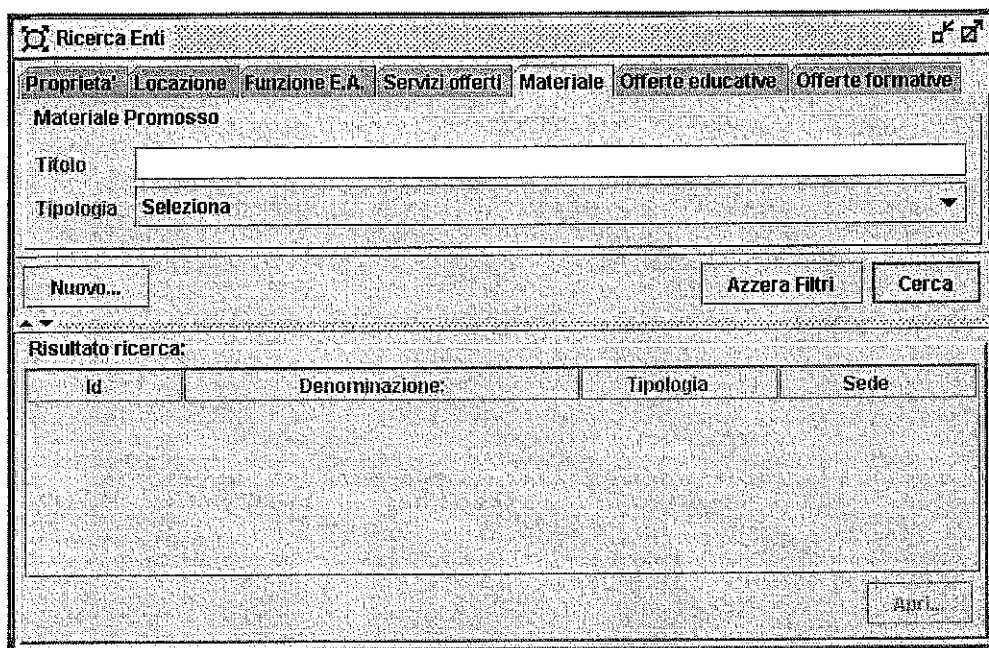 Ricerca Enti
Proprieta' Locazione Funzione E.A. Servizi offerti Materiale Offerte educative Offerte formative
Materiale Promosso
Titolo
Tipologia Seleziona
Nuovo... Azzera Filtri Cerca
Risultato ricerca:
Id Denominazione: Tipologia Sede
Apri...